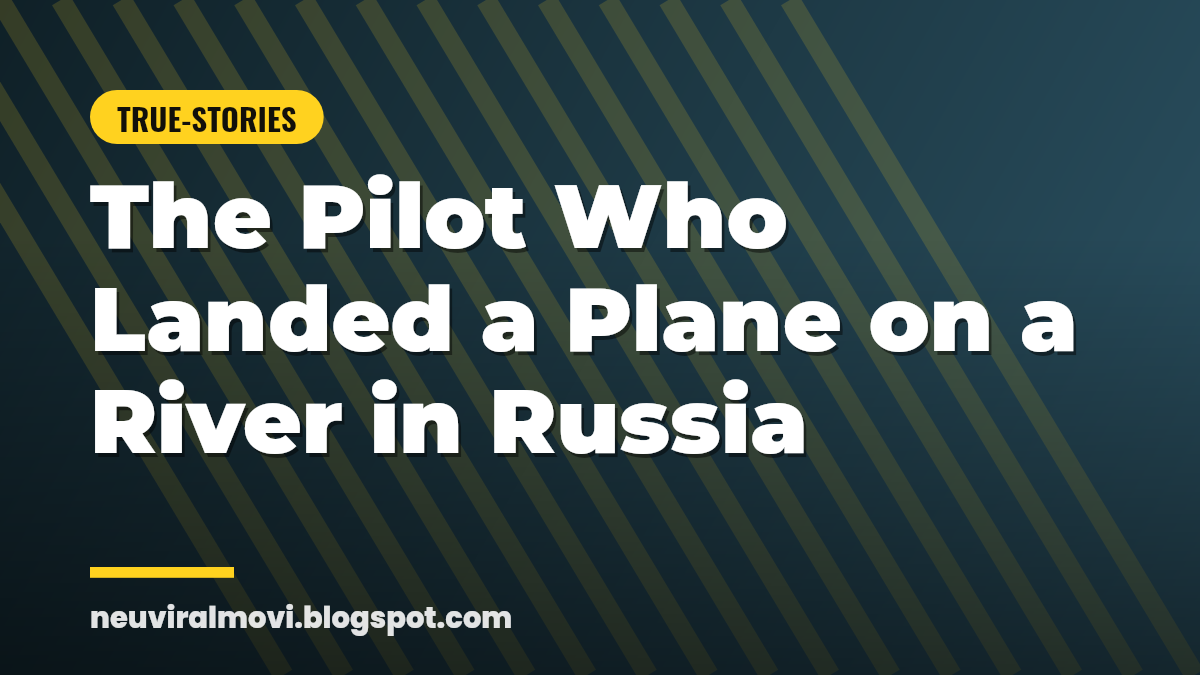 TRUE-STORIES
The Pilot Who
Landed a Plane on a
River in Russia
neuviralmovi.blogspot.com